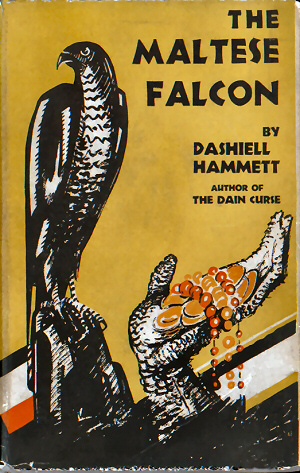 THE
MALTESE
FALCON
BY
DASHIELL
HAMMETT
AUTHOR OF
THE DAIN CURSE